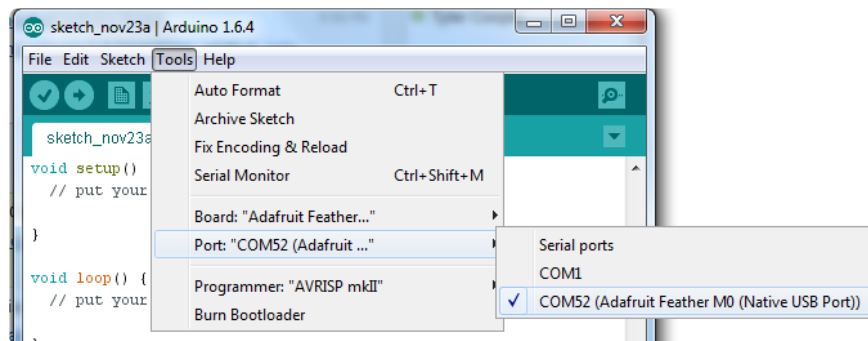 sketch_nov23a | Arduino 1.6.4
File Edit Sketch Tools Help
sketch_nov23a
Auto Format Ctrl+T
Archive Sketch
Fix Encoding & Reload
Serial Monitor Ctrl+Shift+M
Board: "Adafruit Feather..."
Port: "COM52 (Adafruit ..."
Programmer: "AVRISP mkII"
Burn Bootloader
Serial ports
COM1
COM52 (Adafruit Feather M0 (Native USB Port))
void setup()
// put your
}
void loop() {
// put your